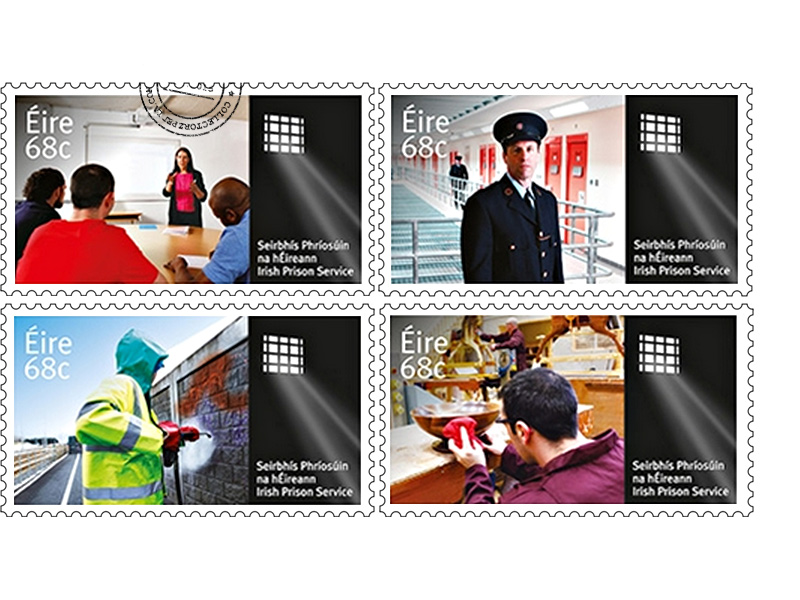 Éire
68c
Seirbhís Phríosúin
na hÉireann
Irish Prison Service
Éire
68c
Seirbhís Phríosúin
na hÉireann
Irish Prison Service
Éire
68c
Seirbhís Phríosúin
na hÉireann
Irish Prison Service
Éire
68c
Seirbhís Phríosúin
na hÉireann
Irish Prison Service